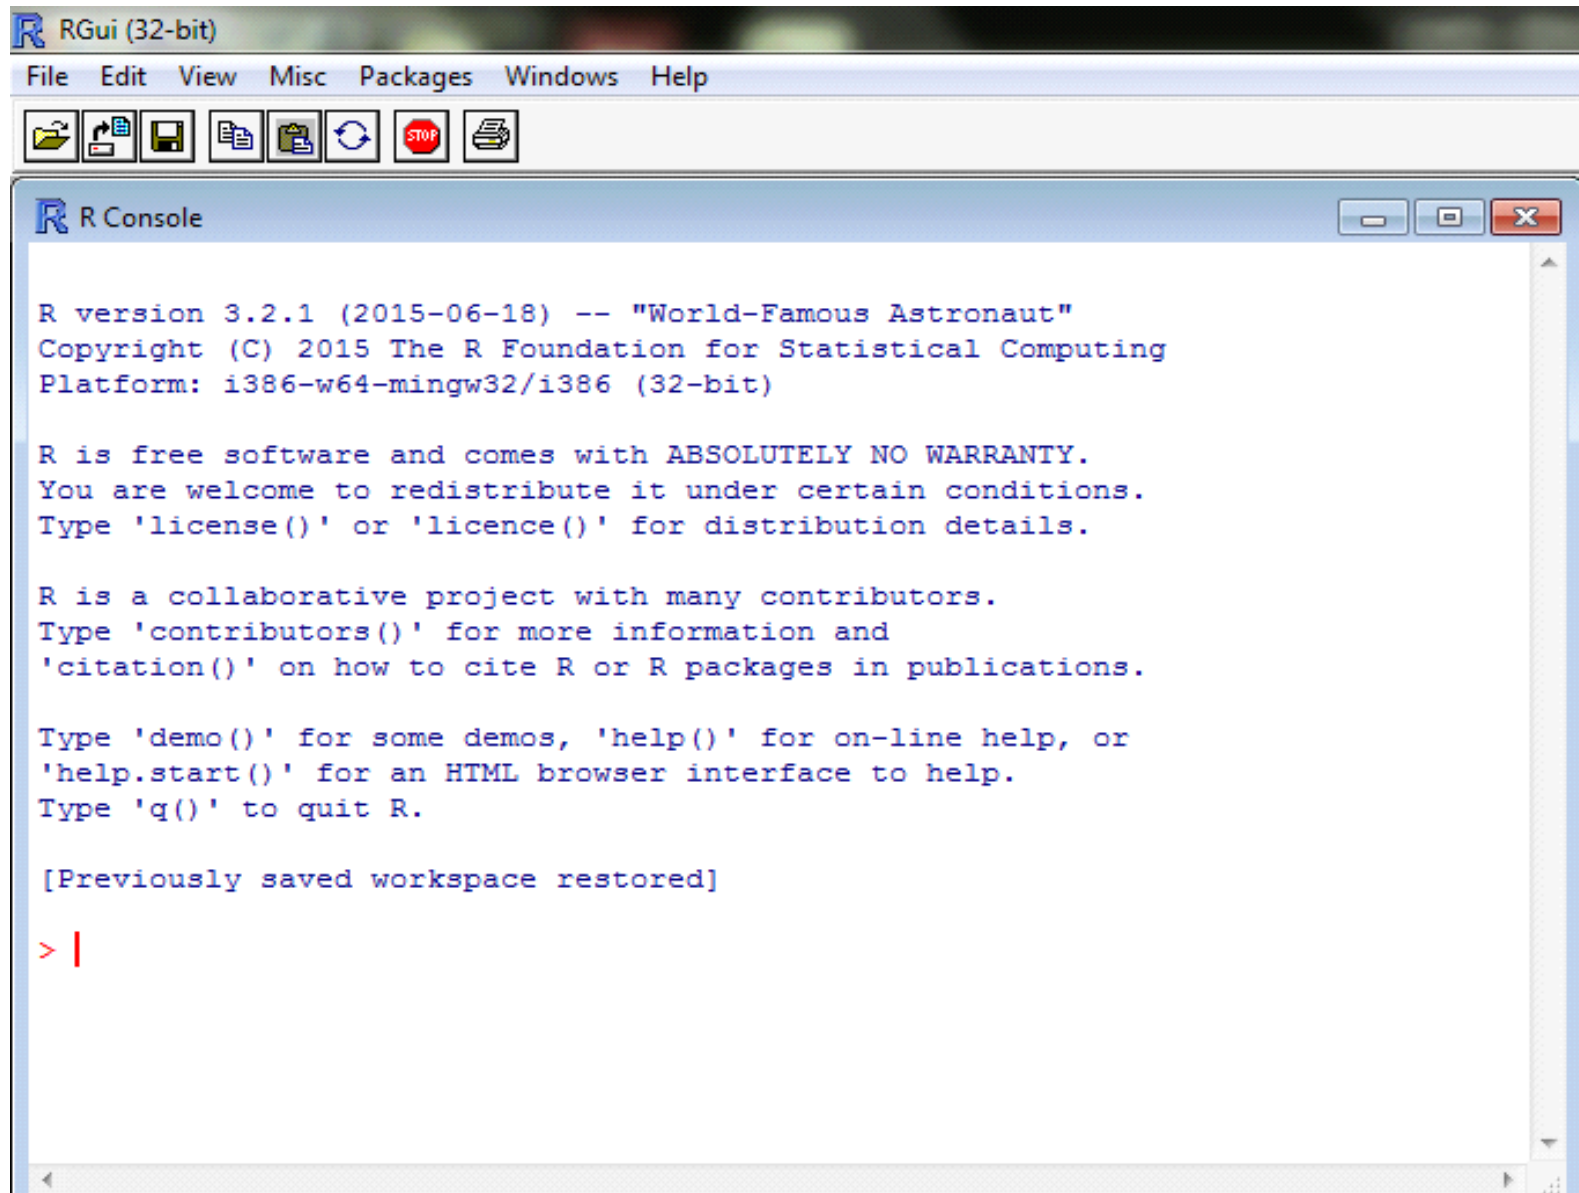 RGui (32-bit)
File Edit View Misc Packages Windows Help
STOP
R Console
R version 3.2.1 (2015-06-18) -- "World-Famous Astronaut"
Copyright (C) 2015 The R Foundation for Statistical Computing
Platform: i386-w64-mingw32/i386 (32-bit)
R is free software and comes with ABSOLUTELY NO WARRANTY.
You are welcome to redistribute it under certain conditions.
Type 'license()' or 'licence()' for distribution details.
R is a collaborative project with many contributors.
Type 'contributors()' for more information and
'citation()' on how to cite R or R packages in publications.
Type 'demo()' for some demos, 'help()' for on-line help, or
'help.start()' for an HTML browser interface to help.
Type 'q()' to quit R.
[Previously saved workspace restored]
>